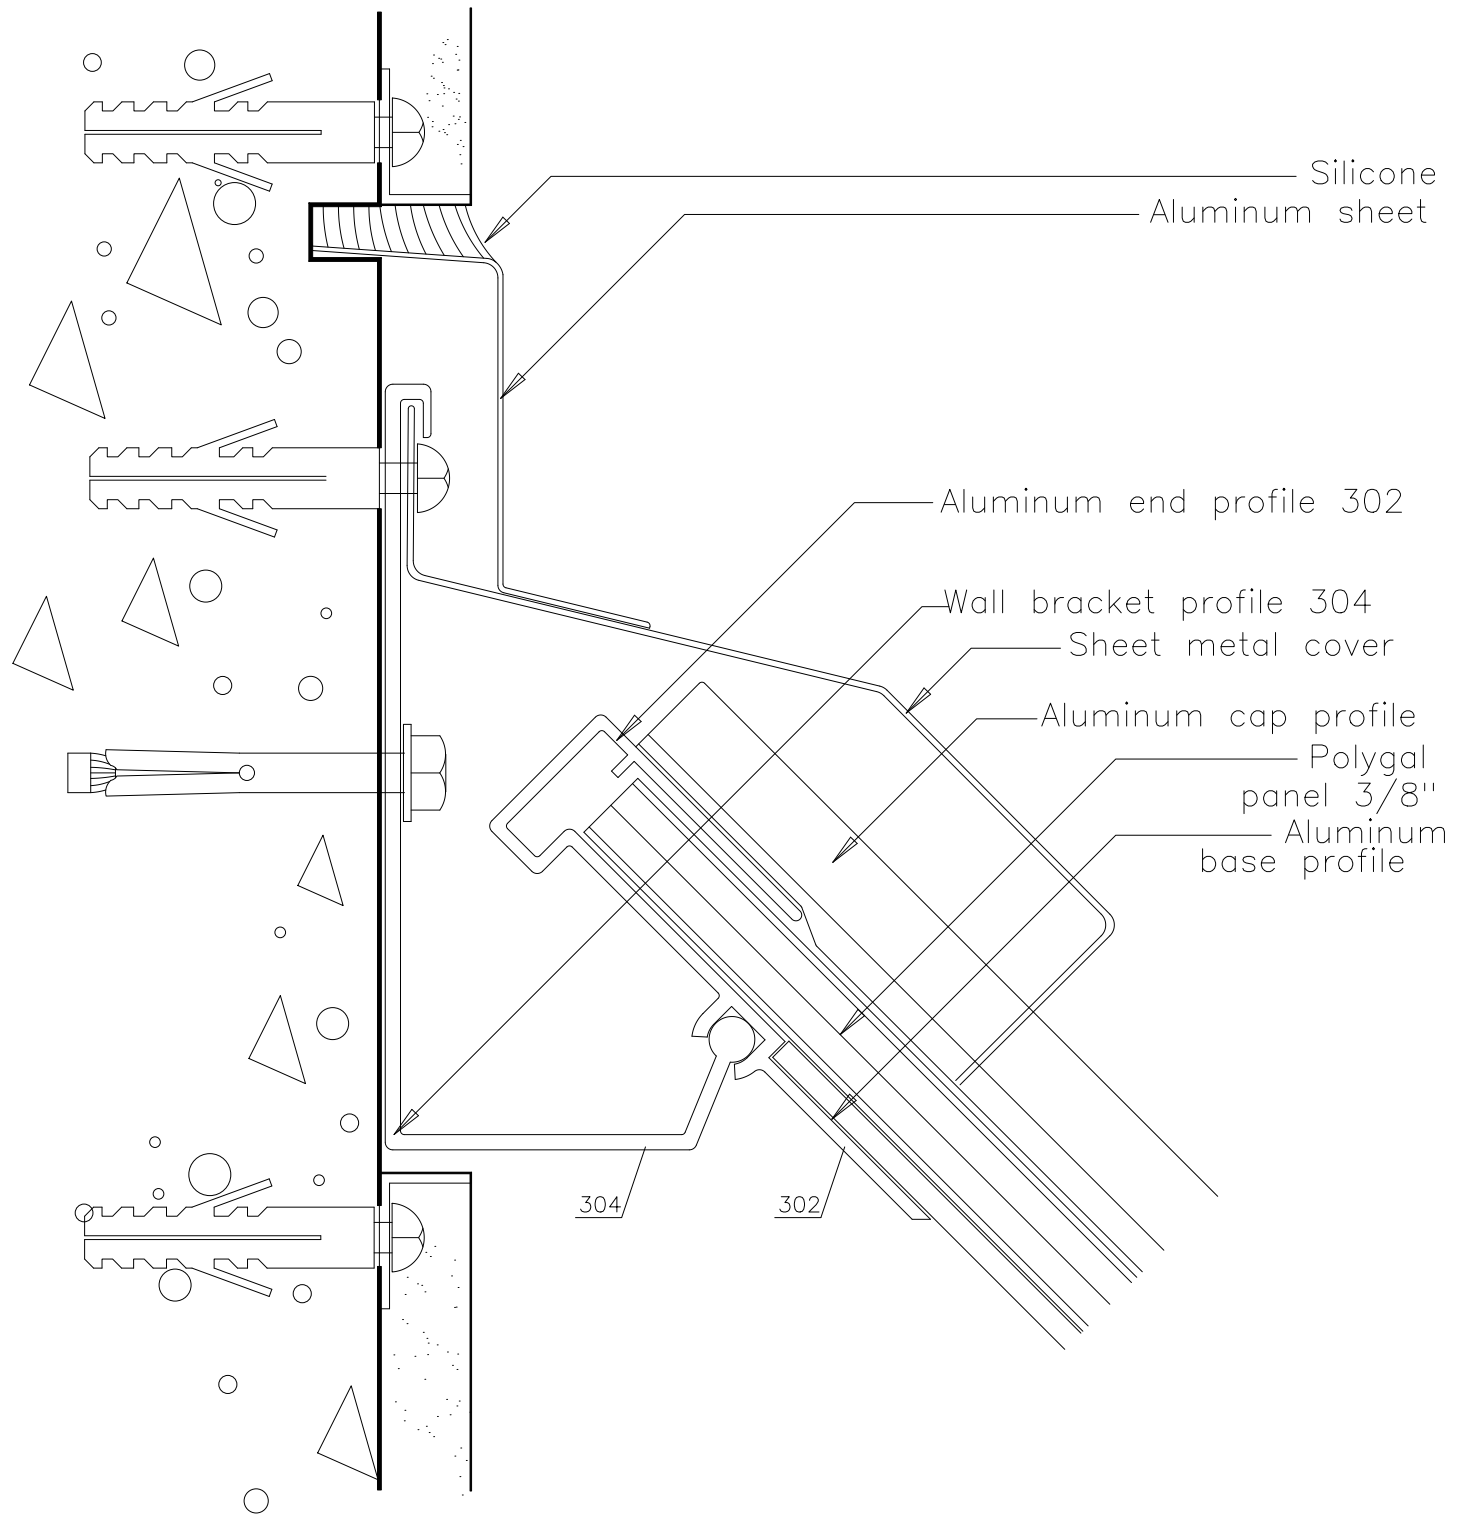 Silicone
Aluminum sheet
Aluminum end profile 302
Wall bracket profile 304
Sheet metal cover
Aluminum cap profile
Polygal
panel 3/8"
Aluminum
base profile
304
302